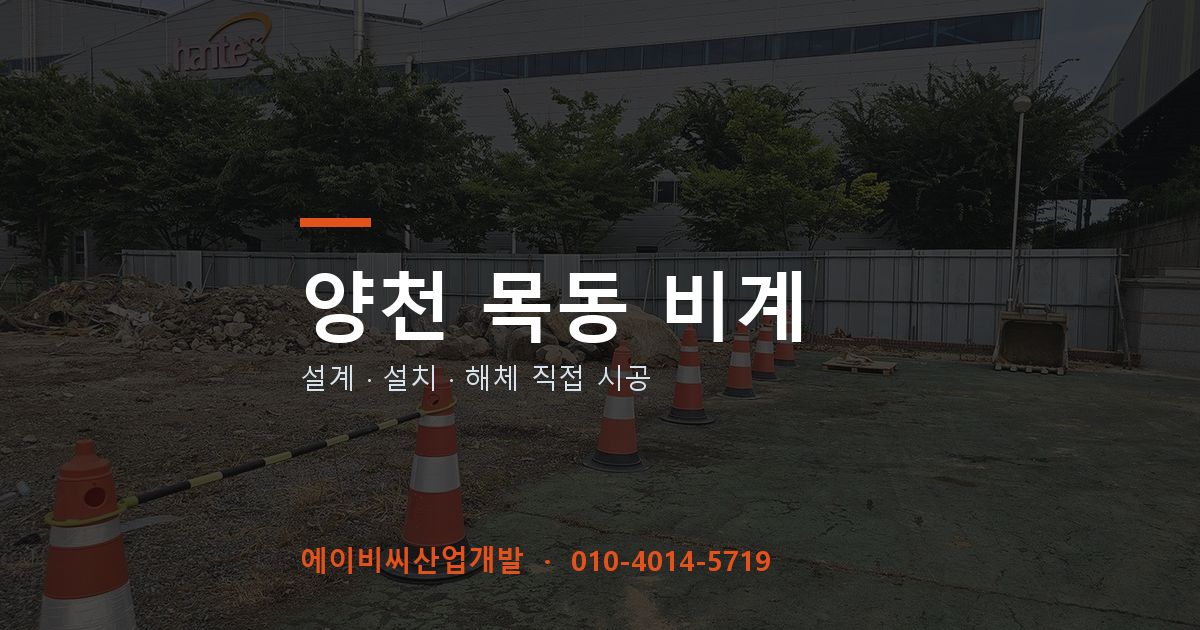 hantes
양천 목동 비계
설계 · 설치 · 해체 직접 시공
에이비씨산업개발 · 010-4014-5719